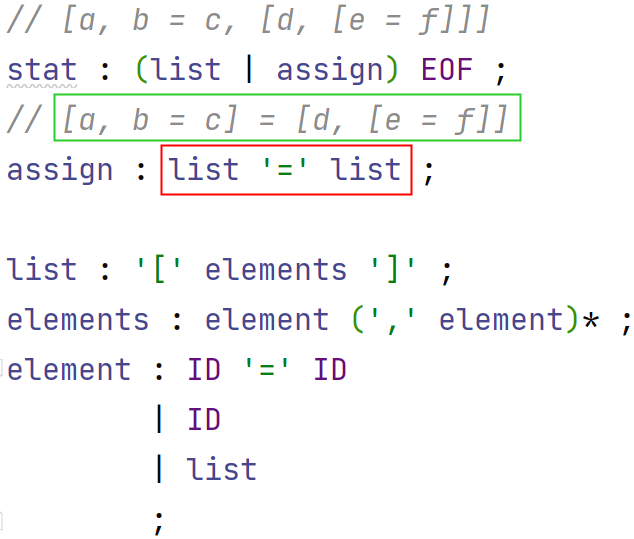 // [a, b = c, [d, [e = f]]]
stat : (list | assign) EOF ;
// [a, b = c] = [d, [e = f]]
assign : list '=' list ;
list : '[' elements ']' ;
elements : element (',' element)* ;
element : ID '=' ID
| ID
| list
;